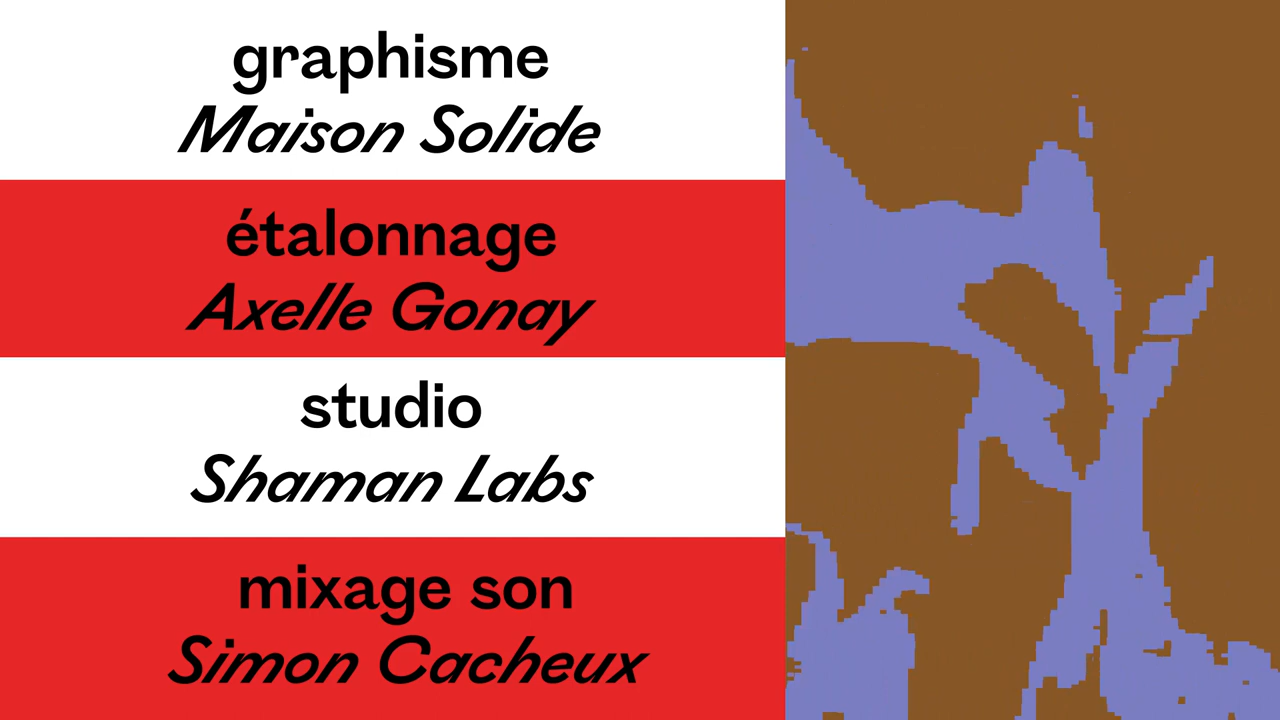 graphisme
Maison Solide
étalonnage
Axelle Gonay
studio
Shaman Labs
mixage son
Simon Cacheux